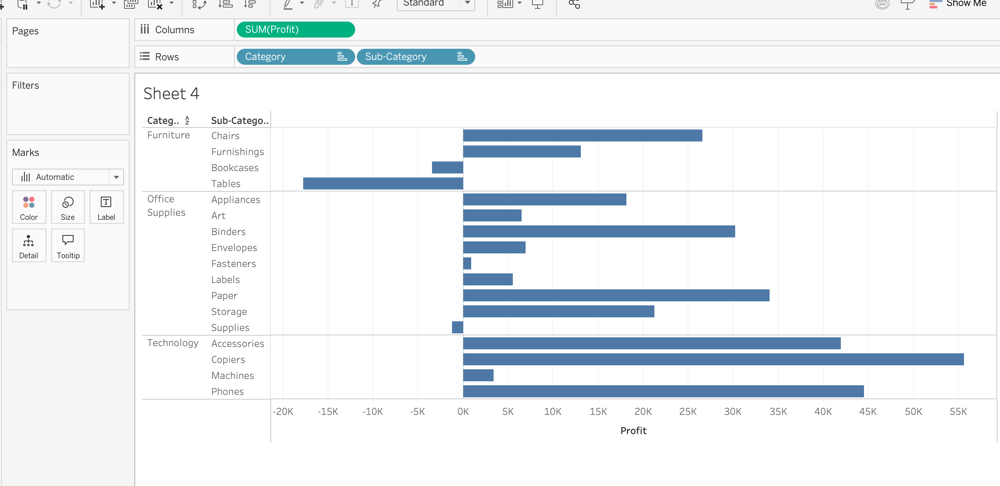 Standard
Show Me
Pages
Columns
SUM(Profit)
Rows
Category
Sub-Category
Filters
Sheet 4
Categ.. A Z
Sub-Catego..
Marks
Automatic
Color
Size
T
Label
Detail
Tooltip
Furniture
Chairs
Furnishings
Bookcases
Tables
Office
Supplies
Appliances
Art
Binders
Envelopes
Fasteners
Labels
Paper
Storage
Supplies
Technology
Accessories
Copiers
Machines
Phones
-20K -15K -10K -5K 0K 5K 10K 15K 20K 25K 30K 35K 40K 45K 50K 55K
Profit